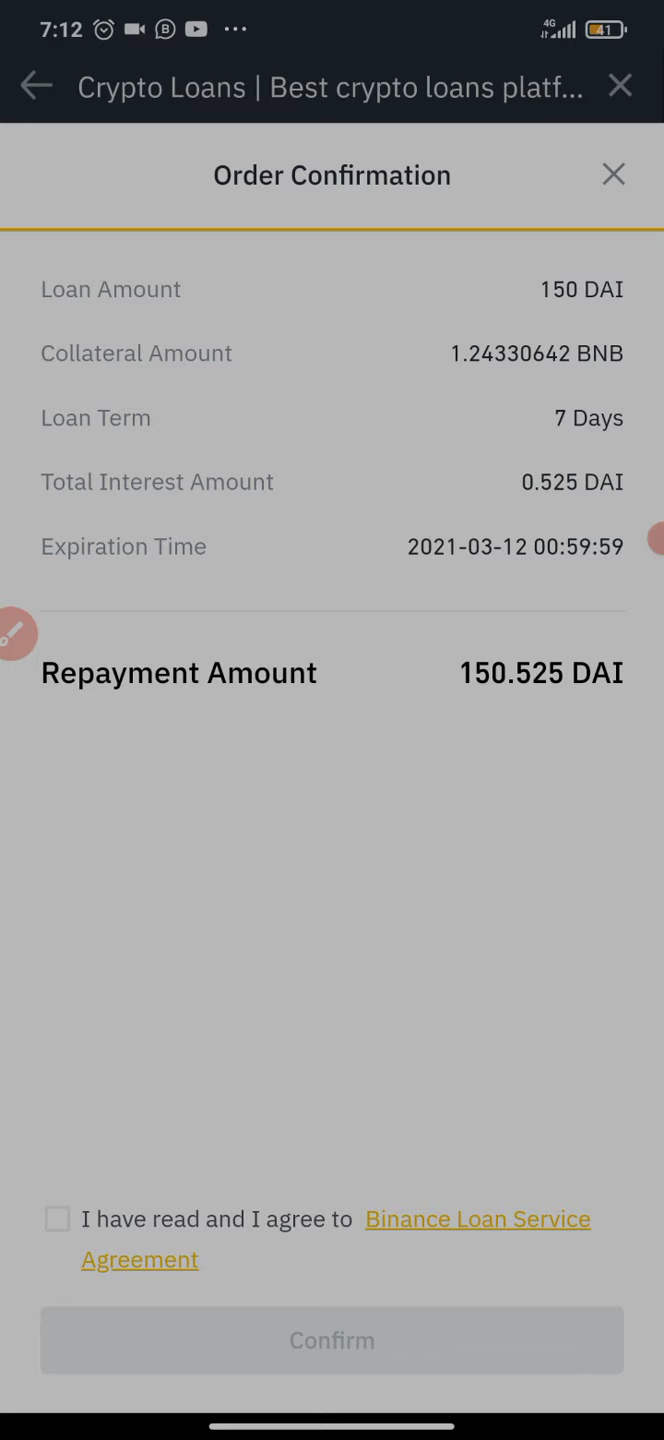 7:12
4G
41
Crypto Loans | Best crypto loans platf...
Order Confirmation
Loan Amount 150 DAI
Collateral Amount 1.24330642 BNB
Loan Term 7 Days
Total Interest Amount 0.525 DAI
Expiration Time 2021-03-12 00:59:59
Repayment Amount 150.525 DAI
I have read and I agree to Binance Loan Service
Agreement
Confirm